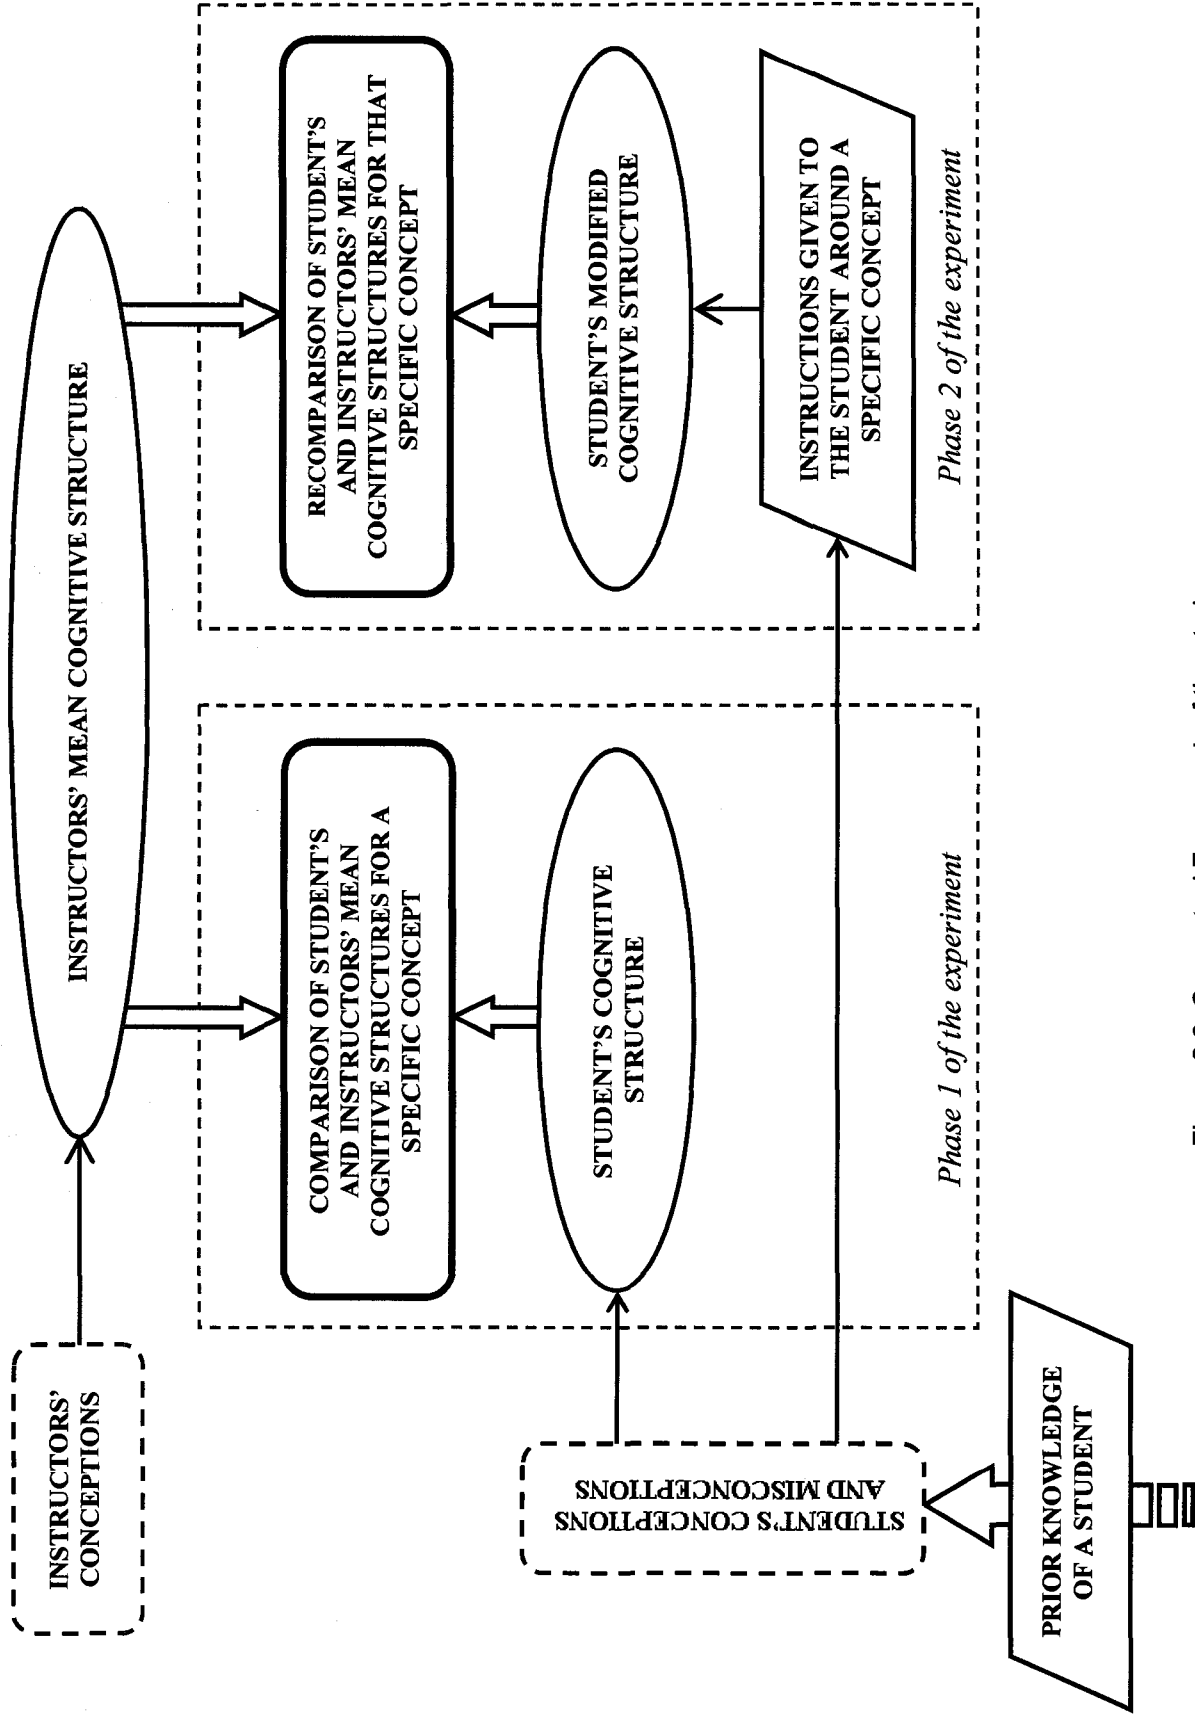 INSTRUCTORS’
CONCEPTIONS
INSTRUCTORS’ MEAN COGNITIVE STRUCTURE
COMPARISON OF STUDENT’S
AND INSTRUCTORS’ MEAN
COGNITIVE STRUCTURES FOR A
SPECIFIC CONCEPT
RECOMPARISON OF STUDENT’S
AND INSTRUCTORS’ MEAN
COGNITIVE STRUCTURES FOR THAT
SPECIFIC CONCEPT
STUDENT’S CONCEPTIONS
AND MISCONCEPTIONS
STUDENT’S COGNITIVE
STRUCTURE
STUDENT’S MODIFIED
COGNITIVE STRUCTURE
INSTRUCTIONS GIVEN TO
THE STUDENT AROUND A
SPECIFIC CONCEPT
Phase 1 of the experiment
Phase 2 of the experiment
PRIOR KNOWLEDGE
OF A STUDENT